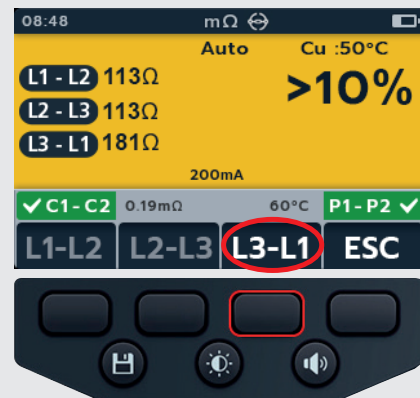 08:48 mΩ
Auto Cu :50°C
L1 - L2 113Ω
>10%
L2 - L3 113Ω
L3 - L1 181Ω
200mA
✓ C1 - C2 0.19mΩ 60°C P1 - P2 ✓
L1-L2 L2-L3 L3-L1 ESC